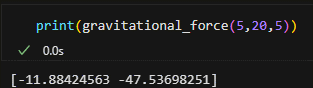 print(gravitational_force(5,20,5))
✓ 0.0s
[-11.88424563 -47.53698251]